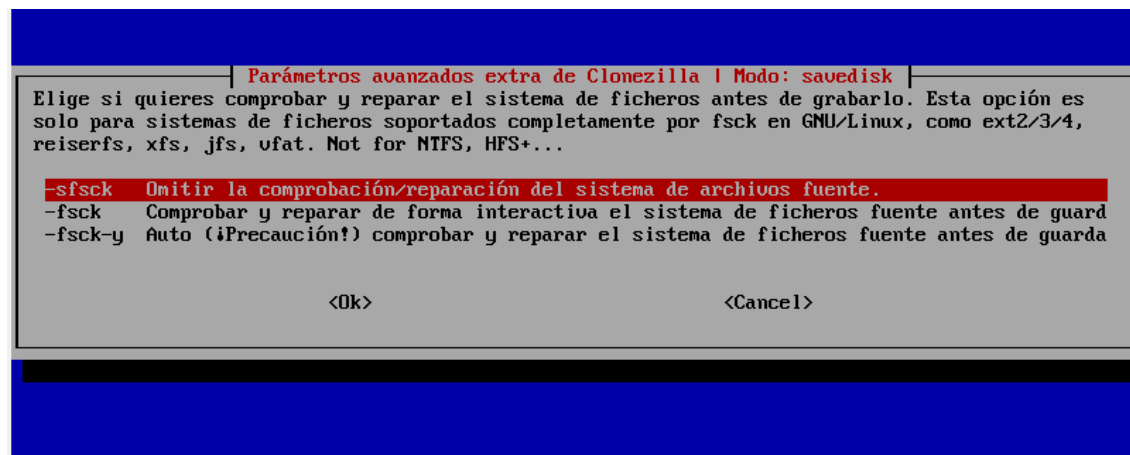 Parámetros avanzados extra de Clonezilla | Modo: savedisk
Elige si quieres comprobar y reparar el sistema de ficheros antes de grabarlo. Esta opción es
solo para sistemas de ficheros soportados completamente por fsck en GNU/Linux, como ext2/3/4,
reiserfs, xfs, jfs, vfat. Not for NTFS, HFS+...
-sfsck Omitir la comprobación/reparación del sistema de archivos fuente.
-fsck Comprobar y reparar de forma interactiva el sistema de ficheros fuente antes de guard
-fsck-y Auto (¡Precaución!) comprobar y reparar el sistema de ficheros fuente antes de guarda
<Ok> <Cancel>